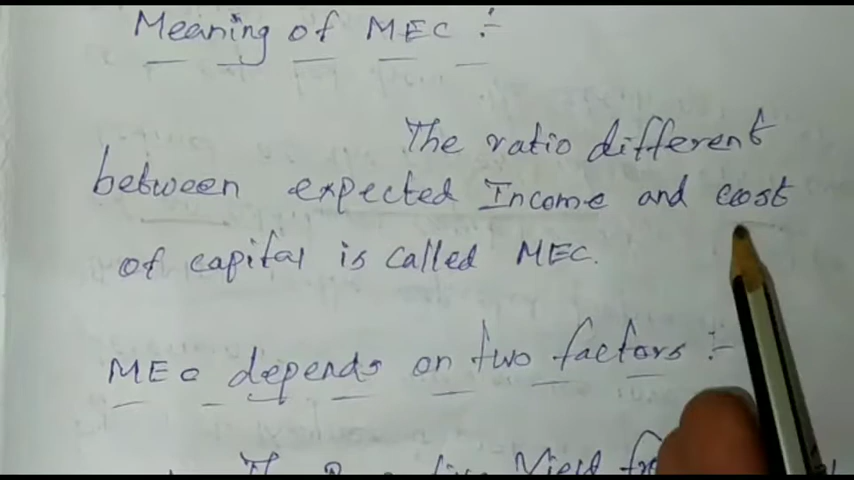 Meaning of MEC :-
The ratio different
between expected Income and cost
of capital is called MEC.
MEC depends on two factors :-
Yield